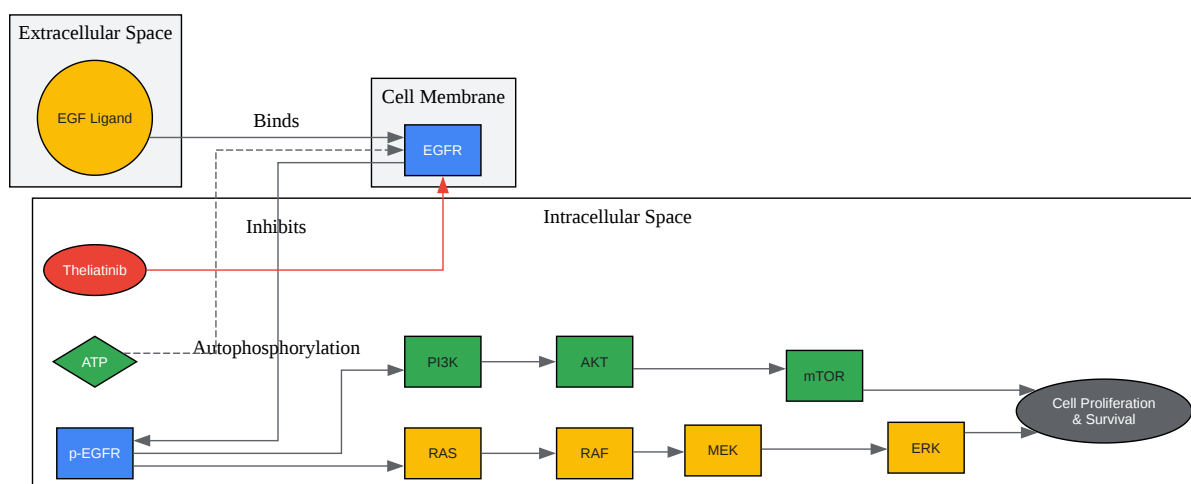 Extracellular Space
EGF Ligand
Cell Membrane
Binds
EGFR
Intracellular Space
Inhibits
Theliatinib
Autophosphorylation
ATP
PI3K
AKT
mTOR
Cell Proliferation
& Survival
p-EGFR
RAS
RAF
MEK
ERK